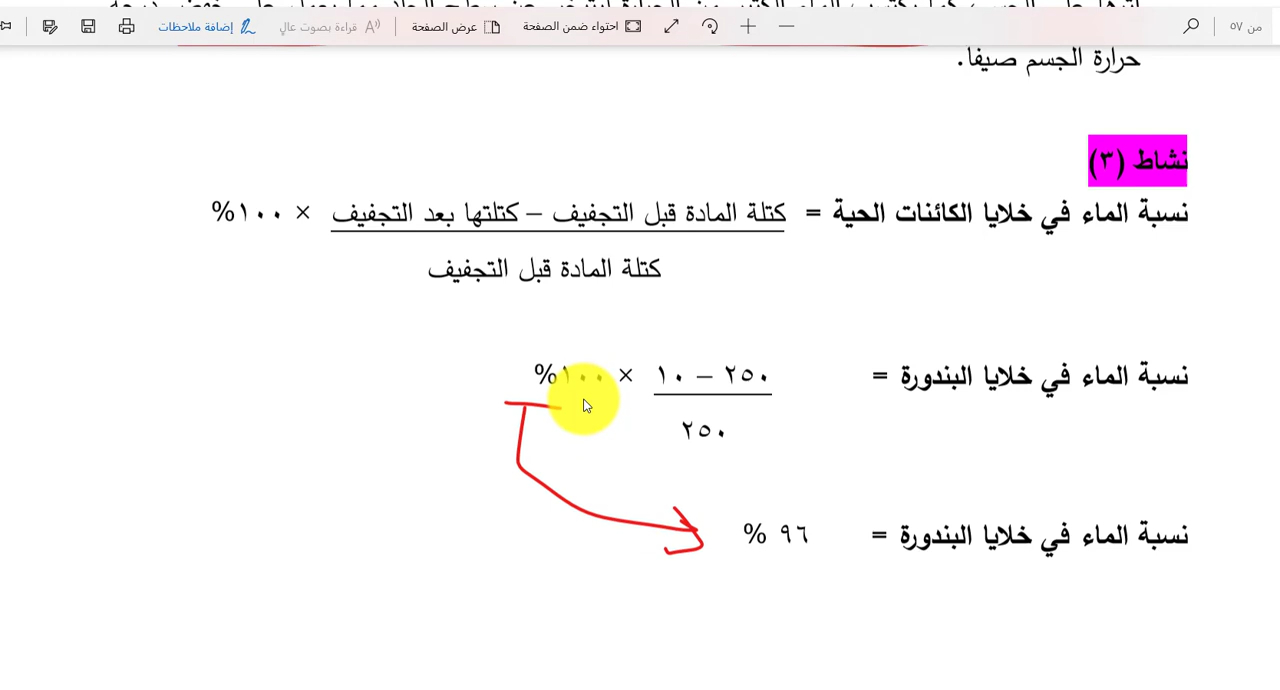 من ٥٧
احتواء ضمن الصفحة
عرض الصفحة
قراءة بصوت عالٍ
إضافة ملاحظات
حرارة الجسم صيفا.
نشاط (٣)
نسبة الماء في خلايا الكائنات الحية = كتلة المادة قبل التجفيف – كتلتها بعد التجفيف × ١٠٠%
كتلة المادة قبل التجفيف
نسبة الماء في خلايا البندورة = ٢٥٠ – ١٠ × ١٠٠%
٢٥٠
نسبة الماء في خلايا البندورة = ٩٦ %